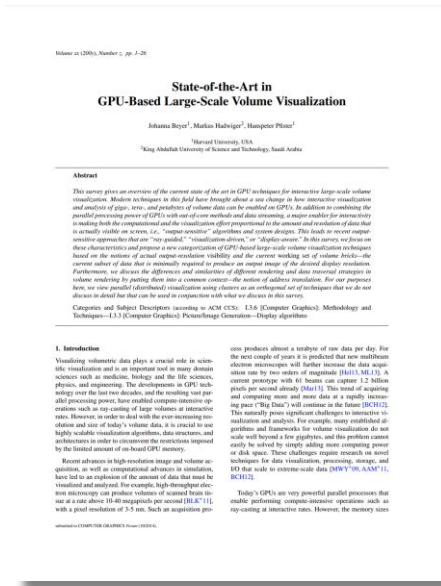 Volume xx (200y), Number z, pp. 1–26
State-of-the-Art in
GPU-Based Large-Scale Volume Visualization
Johanna Beyer1, Markus Hadwiger2, Hanspeter Pfister1
1Harvard University, USA
2King Abdullah University of Science and Technology, Saudi Arabia
Abstract
This survey gives an overview of the current state of the art in GPU techniques for interactive large-scale volume
visualization. Modern techniques in this field have brought about a sea change in how interactive visualization
and analysis of giga-, tera-, and petabytes of volume data can be enabled on GPUs. In addition to combining the
parallel processing power of GPUs with out-of-core methods and data streaming, a major enabler for interactivity
is making both the computational and the visualization effort proportional to the amount and resolution of data that
is actually visible on screen, i.e., “output-sensitive” algorithms and system designs. This leads to recent output-
sensitive approaches that are “ray-guided,” “visualization-driven,” or “display-aware.” In this survey, we focus on
these characteristics and propose a new categorization of GPU-based large-scale volume visualization techniques
based on the notions of actual output-resolution visibility and the current working set of volume bricks—the
current subset of data that is minimally required to produce an output image of the desired display resolution.
Furthermore, we discuss the differences and similarities of different rendering and data traversal strategies in
volume rendering by putting them into a common context—the notion of address translation. For our purposes
here, we view parallel (distributed) visualization using clusters as an orthogonal set of techniques that we do not
discuss in detail but that can be used in conjunction with what we discuss in this survey.
Categories and Subject Descriptors (according to ACM CCS): I.3.6 [Computer Graphics]: Methodology and
Techniques—I.3.3 [Computer Graphics]: Picture/Image Generation—Display algorithms
1. Introduction
Visualizing volumetric data plays a crucial role in scien-
tific visualization and is an important tool in many domain
sciences such as medicine, biology and the life sciences,
physics, and engineering. The developments in GPU tech-
nology over the last two decades, and the resulting vast par-
allel processing power, have enabled compute-intensive op-
erations such as ray-casting of large volumes at interactive
rates. However, in order to deal with the ever-increasing res-
olution and size of today's volume data, it is crucial to use
highly scalable visualization algorithms, data structures, and
architectures in order to circumvent the restrictions imposed
by the limited amount of on-board GPU memory.
Recent advances in high-resolution image and volume ac-
quisition, as well as computational advances in simulation,
have led to an explosion of the amount of data that must be
visualized and analyzed. For example, high-throughput elec-
tron microscopy can produce volumes of scanned brain tis-
sue at a rate above 10-40 megapixels per second [BLK*11],
with a pixel resolution of 3-5 nm. Such an acquisition pro-
cess produces almost a terabyte of raw data per day. For
the next couple of years it is predicted that new multibeam
electron microscopes will further increase the data acqui-
sition rate by two orders of magnitude [Hel13, ML13]. A
current prototype with 61 beams can capture 1.2 billion
pixels per second already [Mar13]. This trend of acquiring
and computing more and more data at a rapidly increas-
ing pace (“Big Data”) will continue in the future [BCH12].
This naturally poses significant challenges to interactive vi-
sualization and analysis. For example, many established al-
gorithms and frameworks for volume visualization do not
scale well beyond a few gigabytes, and this problem cannot
easily be solved by simply adding more computing power
or disk space. These challenges require research on novel
techniques for data visualization, processing, storage, and
I/O that scale to extreme-scale data [MWY*09, AAM*11,
BCH12].
Today's GPUs are very powerful parallel processors that
enable performing compute-intensive operations such as
ray-casting at interactive rates. However, the memory sizes
submitted to COMPUTER GRAPHICS Forum